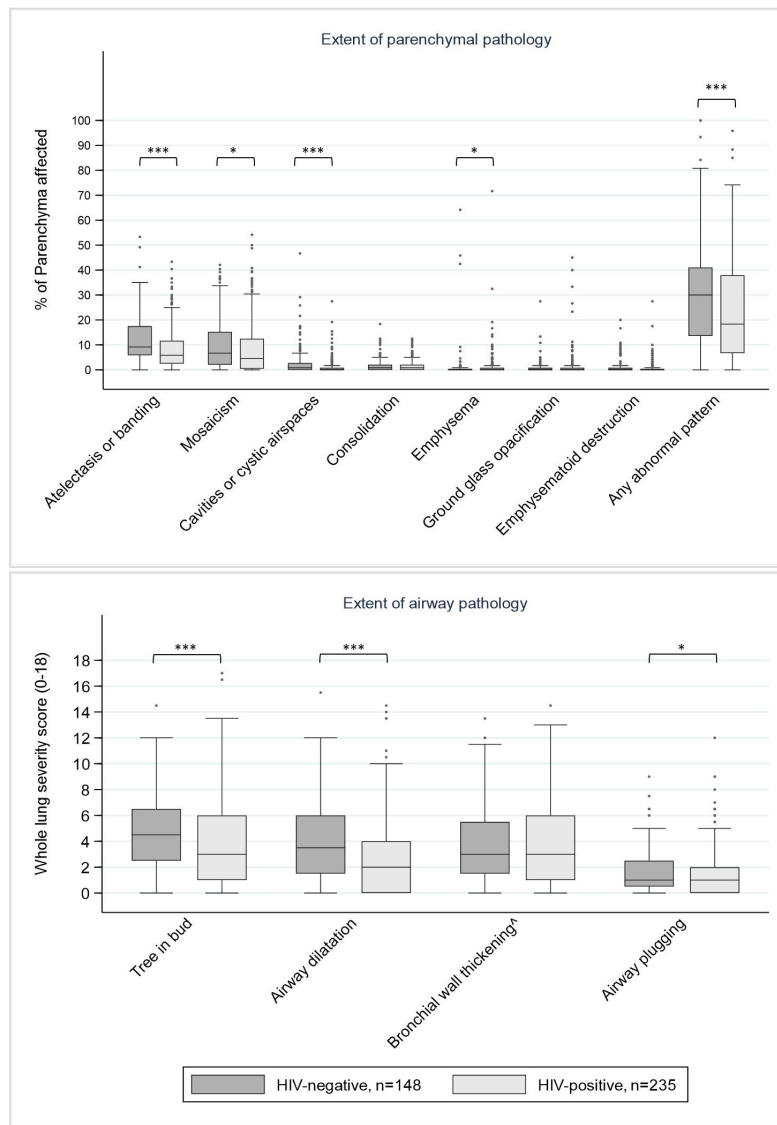 Extent of parenchymal pathology
% of Parenchyma affected
100
90
80
70
60
50
40
30
20
10
0
***
*
***
*
***
Atelectasis or banding
Mosaicism
Cavities or cystic airspaces
Consolidation
Emphysema
Ground glass opacification
Emphysematoid destruction
Any abnormal pattern
Extent of airway pathology
Whole lung severity score (0-18)
18
16
14
12
10
8
6
4
2
0
***
***
*
Tree in bud
Airway dilatation
Bronchial wall thickening^
Airway plugging
HIV-negative, n=148
HIV-positive, n=235